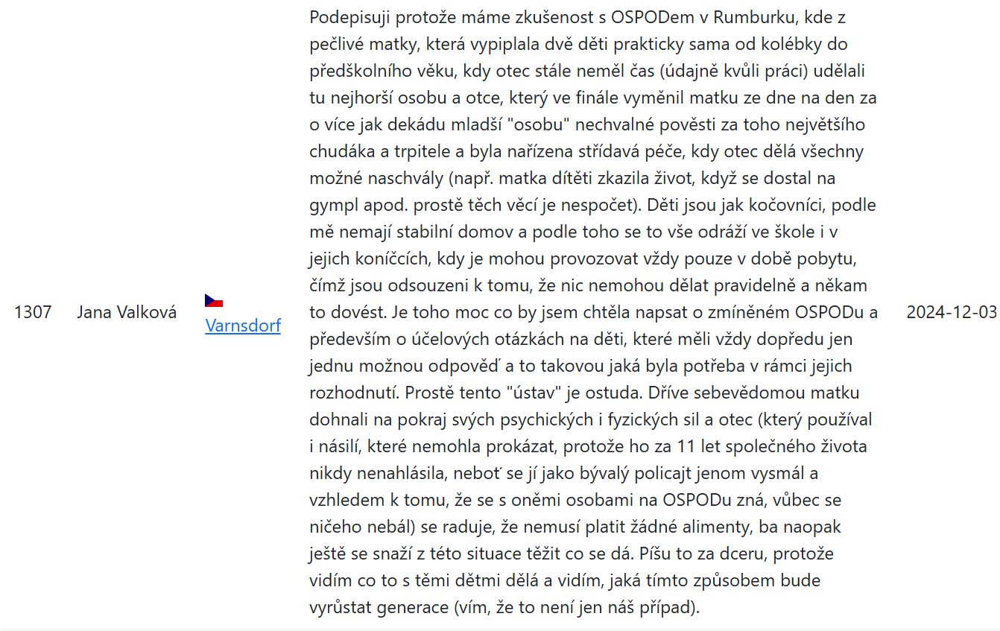 Podepisuji protože máme zkušenost s OSPODem v Rumburku, kde z
pečlivé matky, která vypiplala dvě děti prakticky sama od kolébky do
předškolního věku, kdy otec stále neměl čas (údajně kvůli práci) udělali
tu nejhorší osobu a otce, který ve finále vyměnil matku ze dne na den za
o více jak dekádu mladší "osobu" nechvalné pověsti za toho největšího
chudáka a trpitele a byla nařízena střídavá péče, kdy otec dělá všechny
možné naschvály (např. matka dítěti zkazila život, když se dostal na
gympl apod. prostě těch věcí je nespočet). Děti jsou jak kočovníci, podle
mě nemají stabilní domov a podle toho se to vše odráží ve škole i v
jejich koníčcích, kdy je mohou provozovat vždy pouze v době pobytu,
čímž jsou odsouzeni k tomu, že nic nemohou dělat pravidelně a někam
1307 Jana Valková Varnsdorf to dovést. Je toho moc co by jsem chtěla napsat o zmíněném OSPODu a 2024-12-03
především o účelových otázkách na děti, které měli vždy dopředu jen
jednu možnou odpověď a to takovou jaká byla potřeba v rámci jejich
rozhodnutí. Prostě tento "ústav" je ostuda. Dříve sebevědomou matku
dohnali na pokraj svých psychických i fyzických sil a otec (který používal
i násilí, které nemohla prokázat, protože ho za 11 let společného života
nikdy nenahlásila, neboť se jí jako bývalý policajt jenom vysmál a
vzhledem k tomu, že se s oněmi osobami na OSPODu zná, vůbec se
ničeho nebál) se raduje, že nemusí platit žádné alimenty, ba naopak
ještě se snaží z této situace těžit co se dá. Píšu to za dceru, protože
vidím co to s těmi dětmi dělá a vidím, jaká tímto způsobem bude
vyrůstat generace (vím, že to není jen náš případ).